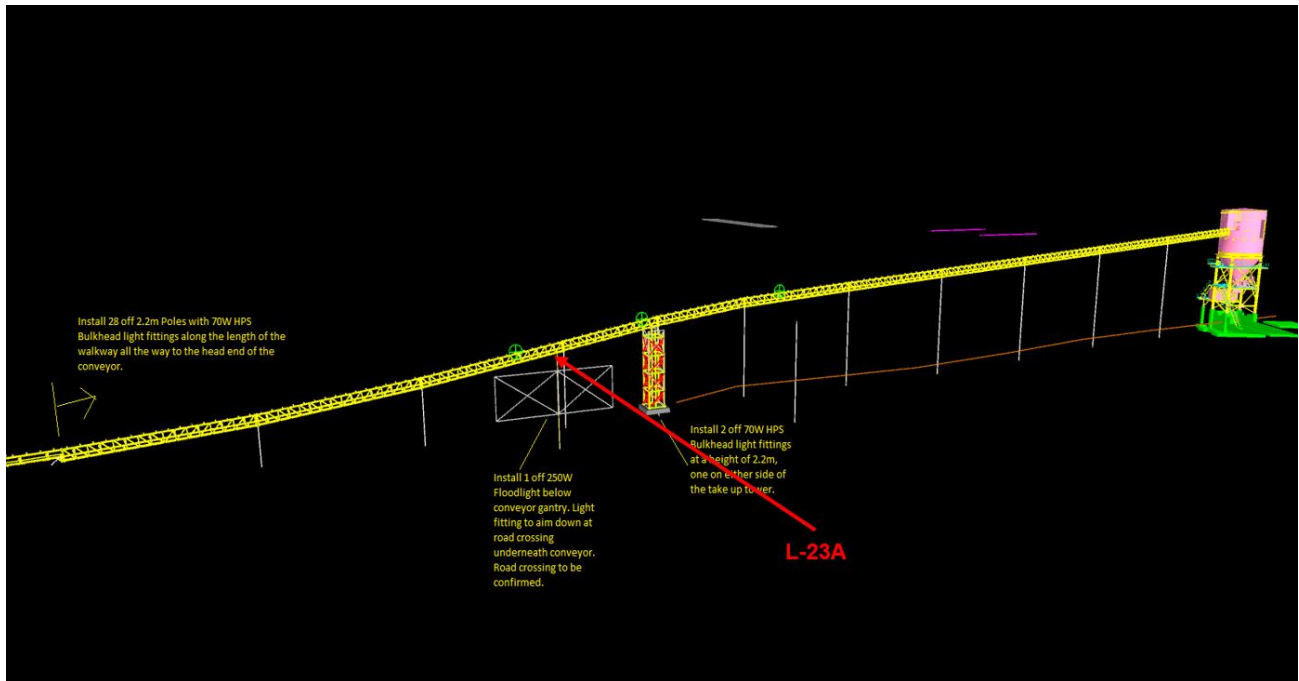 Install 28 off 2.2m Poles with 70W HPS
Bulkhead light fittings along the length of the
walkway all the way to the head end of the
conveyor.
Install 1 off 250W
Floodlight below
conveyor gantry. Light
fitting to aim down at
road crossing
underneath conveyor.
Road crossing to be
confirmed.
Install 2 off 70W HPS
Bulkhead light fittings
at a height of 2.2m,
one on either side of
the take up tower.
L-23A